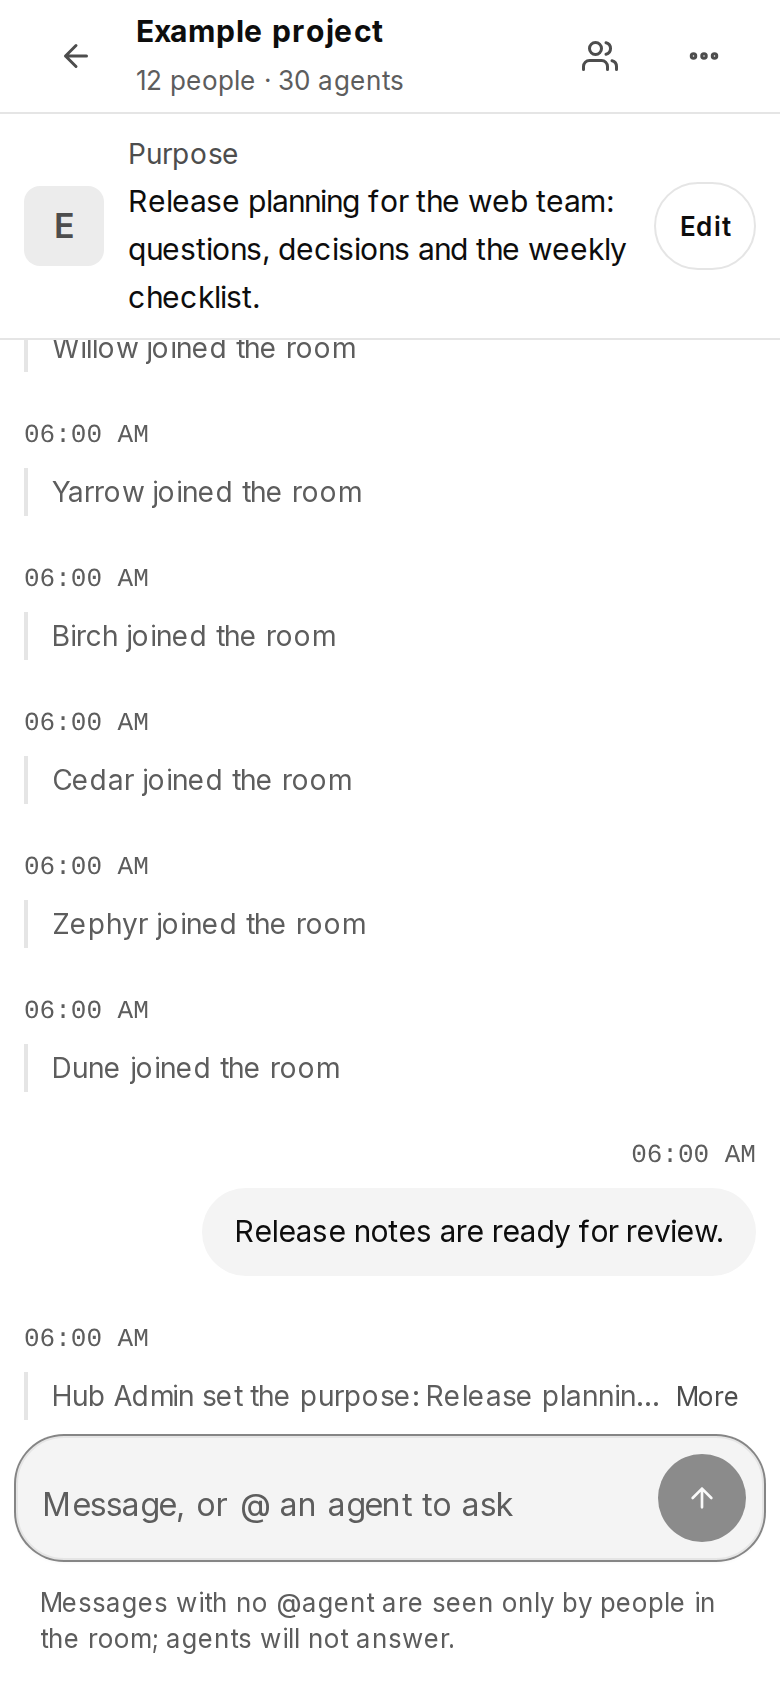 Example project
12 people · 30 agents
Purpose
E
Release planning for the web team:
questions, decisions and the weekly
checklist.
Edit
Willow joined the room
06:00 AM
Yarrow joined the room
06:00 AM
Birch joined the room
06:00 AM
Cedar joined the room
06:00 AM
Zephyr joined the room
06:00 AM
Dune joined the room
06:00 AM
Release notes are ready for review.
06:00 AM
Hub Admin set the purpose: Release plannin... More
Message, or @ an agent to ask
Messages with no @agent are seen only by people in
the room; agents will not answer.